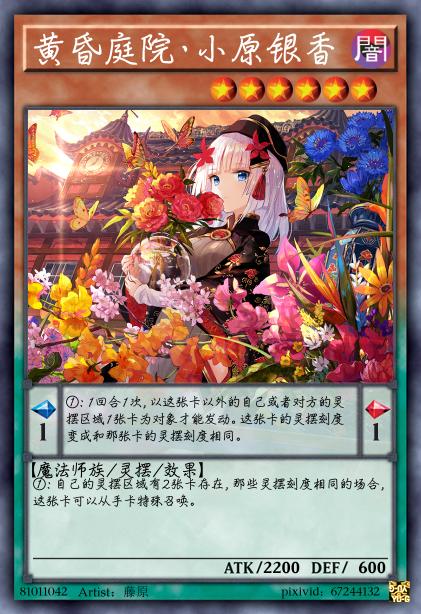 黄昏庭院·小原银香
闇
①:1回合1次,以这张卡以外的自己或者对方的灵
摆区域1张卡为对象才能发动。这张卡的灵摆刻度
变成和那张卡的灵摆刻度相同。
1
1
【魔法师族/灵摆/效果】
①:自己的灵摆区域有2张卡存在,那些灵摆刻度相同的场合,
这张卡可以从手卡特殊召唤。
ATK/2200 DEF/ 600
81011042 Artist: 藤原 pixivid: 67244132